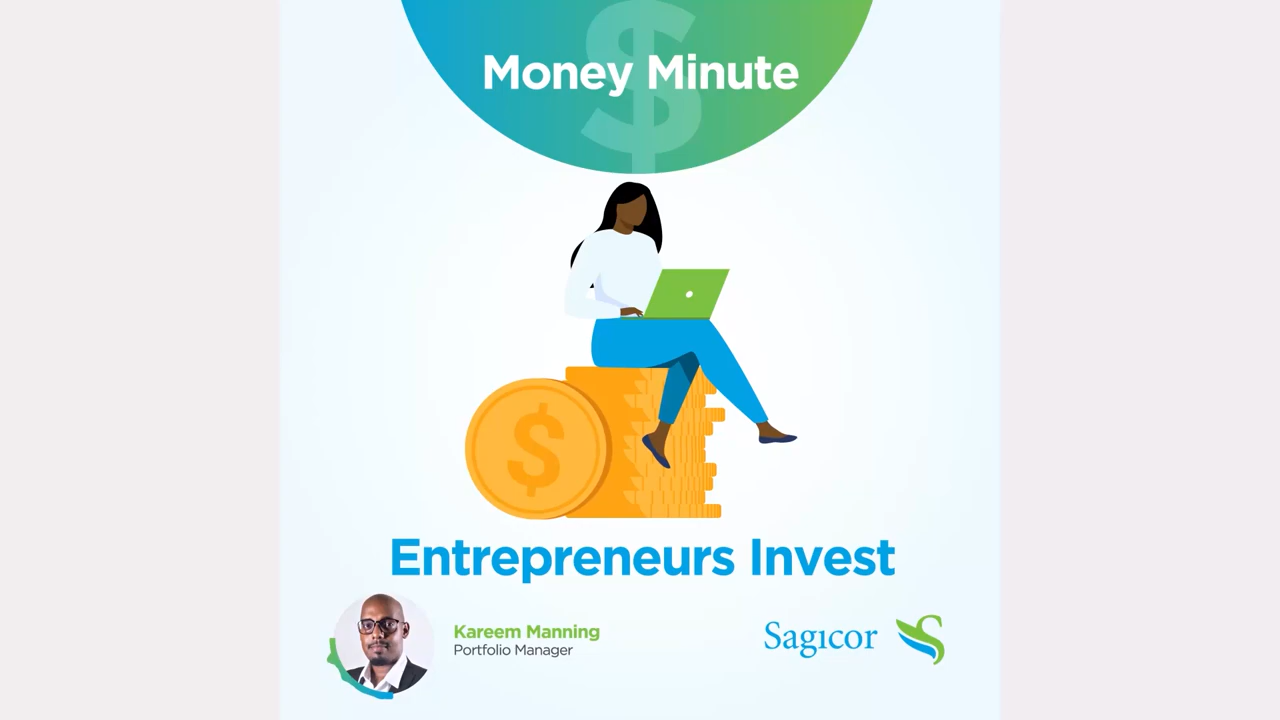 Money Minute
$
Entrepreneurs Invest
Kareem Manning
Portfolio Manager
Sagicor